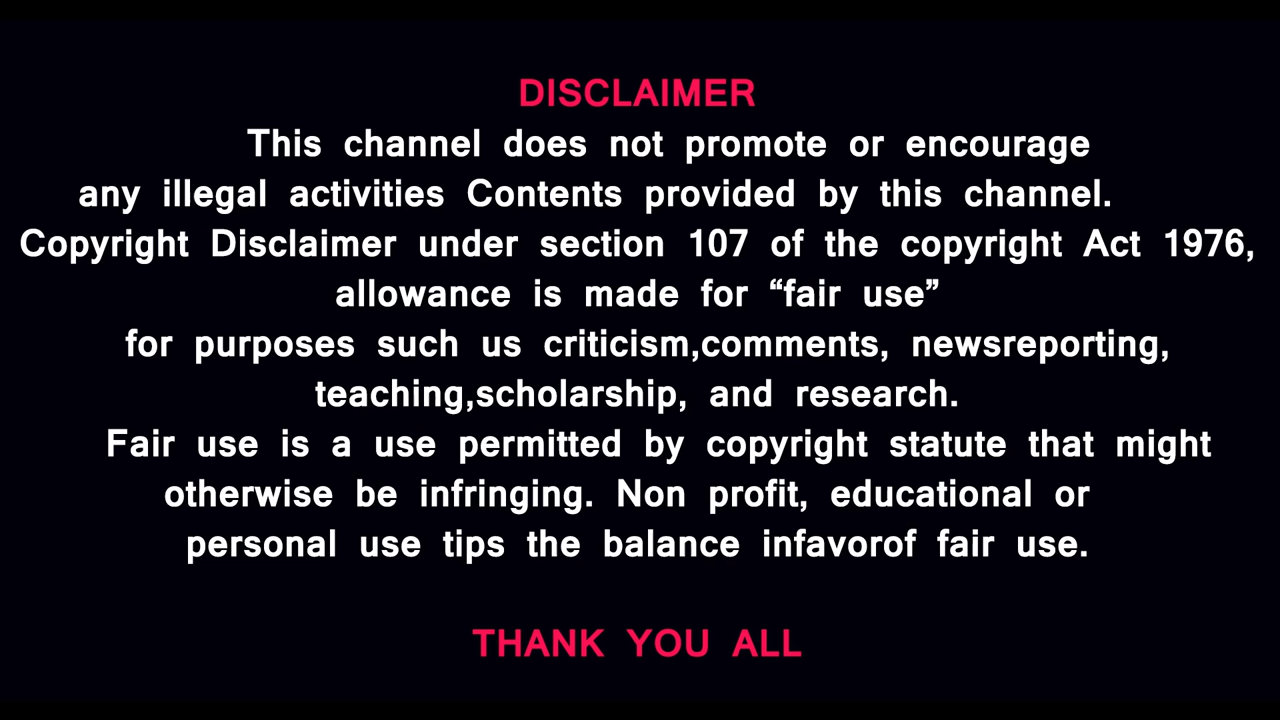 DISCLAIMER
This channel does not promote or encourage
any illegal activities Contents provided by this channel.
Copyright Disclaimer under section 107 of the copyright Act 1976,
allowance is made for “fair use”
for purposes such us criticism,comments, newsreporting,
teaching,scholarship, and research.
Fair use is a use permitted by copyright statute that might
otherwise be infringing. Non profit, educational or
personal use tips the balance infavorof fair use.
THANK YOU ALL